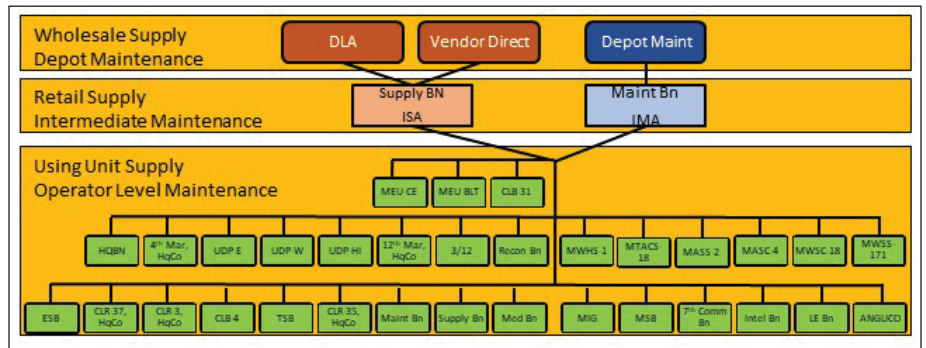 Wholesale Supply
Depot Maintenance
DLA
Vendor Direct
Depot Maint
Retail Supply
Intermediate Maintenance
Supply BN
ISA
Maint Bn
IMA
Using Unit Supply
Operator Level Maintenance
MEU CE
MEU BLT
CLB 31
HQBN
4th Mar,
HqCo
UDP-E
UDP-W
UDP-HI
12th Mar,
HqCo
3/12
Recon Bn
MWHS-1
MTACS-
18
MASS-2
MASC-4
MWSC-18
MWSS-
171
ESB
CLR 37,
HqCo
CLR 3,
HqCo
CLB 4
TSB
CLR 35,
HqCo
Maint Bn
Supply Bn
Med Bn
MIG
MSB
7th Comm
Bn
Intel Bn
LE Bn
ANGLICO